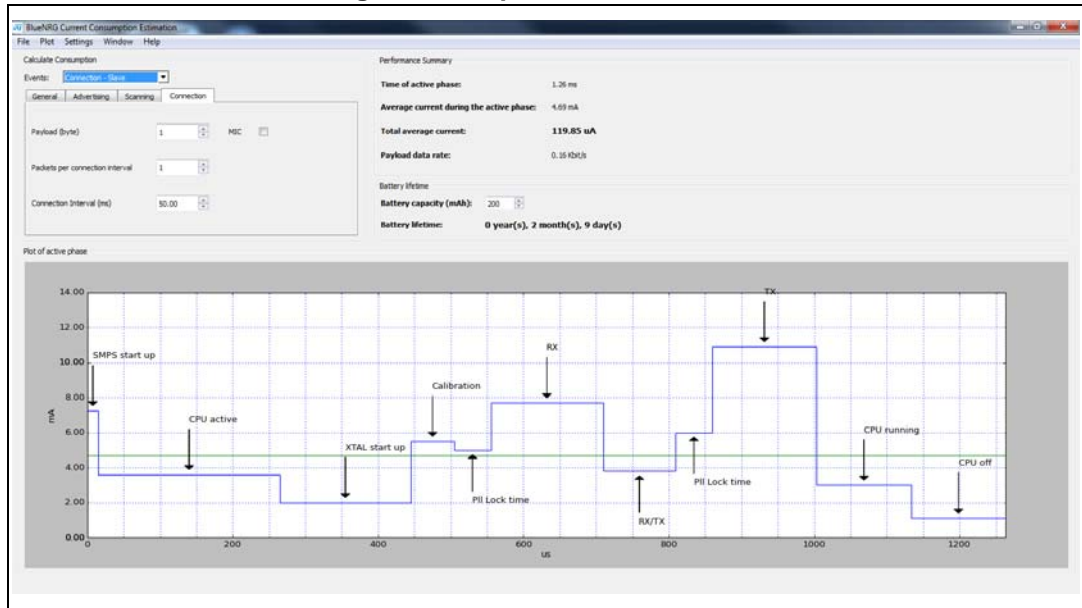 BlueNRG Current Consumption Estimation
File Plot Settings Window Help
Calculate Consumption
Events: Connection - Slave
General Advertising Scanning Connection
Payload (byte) 1 MIC
Packets per connection interval 1
Connection Interval (ms) 50.00
Performance Summary
Time of active phase: 1.26 ms
Average current during the active phase: 4.69 mA
Total average current: 119.85 uA
Payload data rate: 0.16 Kbit/s
Battery lifetime
Battery capacity (mAh): 200
Battery lifetime: 0 year(s), 2 month(s), 9 day(s)
Plot of active phase
14.00
12.00
10.00
8.00
6.00
4.00
2.00
0.00
mA
SMPS start up
CPU active
XTAL start up
Calibration
Pll Lock time
RX
RX/TX
Pll Lock time
TX
CPU running
CPU off
0 200 400 600 800 1000 1200
us